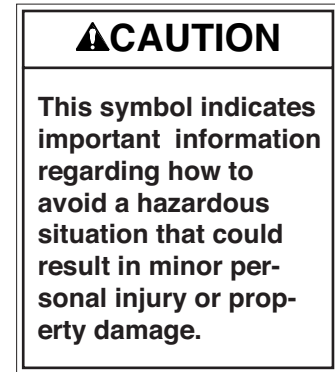 ⚠CAUTION
This symbol indicates
important information
regarding how to
avoid a hazardous
situation that could
result in minor per-
sonal injury or prop-
erty damage.